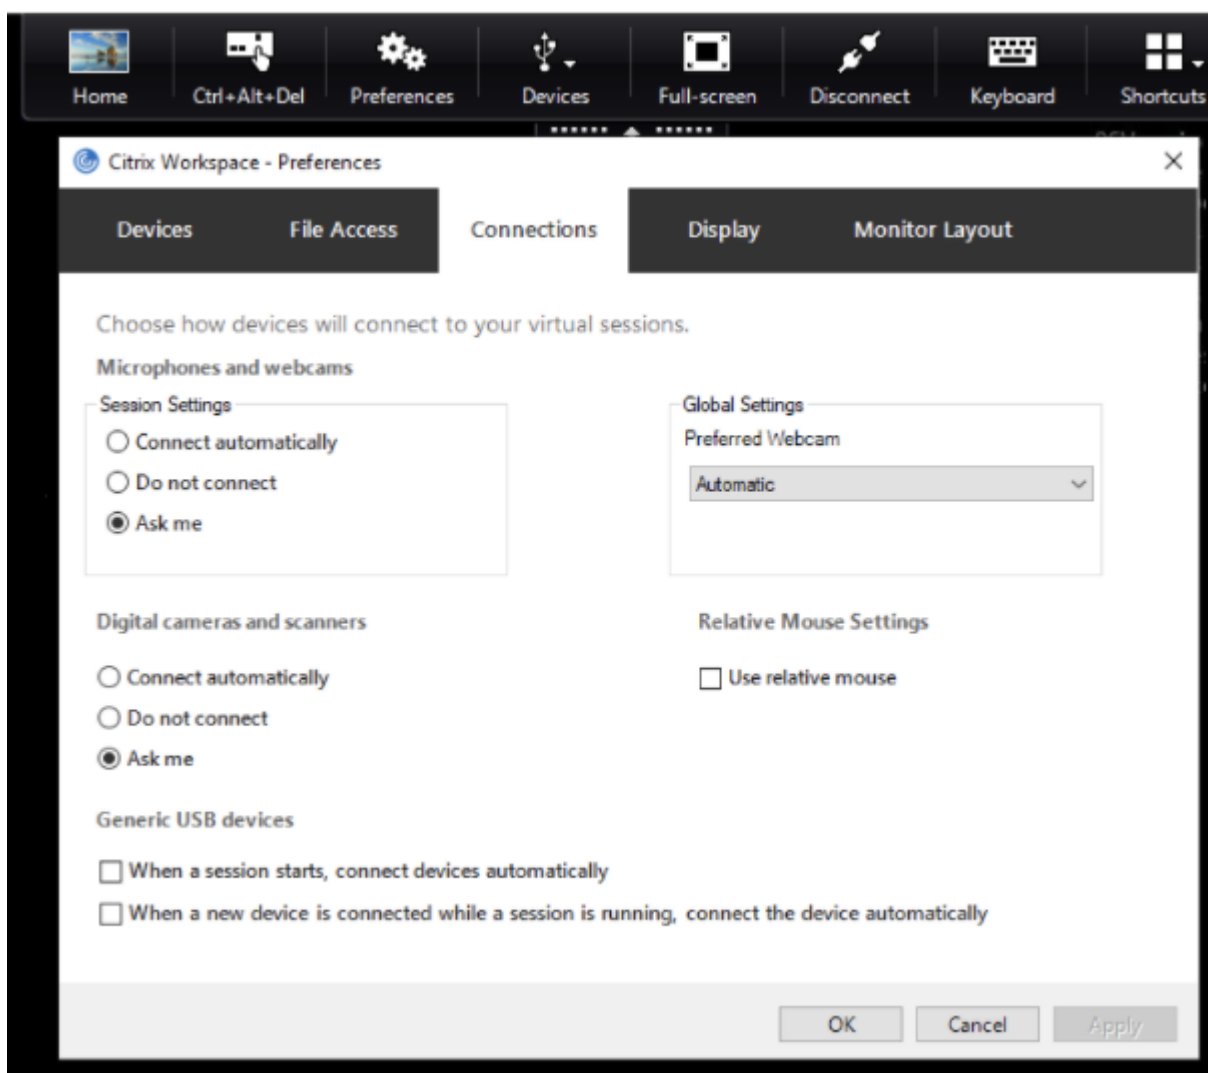 Home Ctrl+Alt+Del Preferences Devices Full-screen Disconnect Keyboard Shortcuts
Citrix Workspace - Preferences
Devices File Access Connections Display Monitor Layout
Choose how devices will connect to your virtual sessions.
Microphones and webcams
Session Settings
Connect automatically
Do not connect
Ask me
Global Settings
Preferred Webcam
Automatic
Digital cameras and scanners
Connect automatically
Do not connect
Ask me
Relative Mouse Settings
Use relative mouse
Generic USB devices
When a session starts, connect devices automatically
When a new device is connected while a session is running, connect the device automatically
OK Cancel Apply